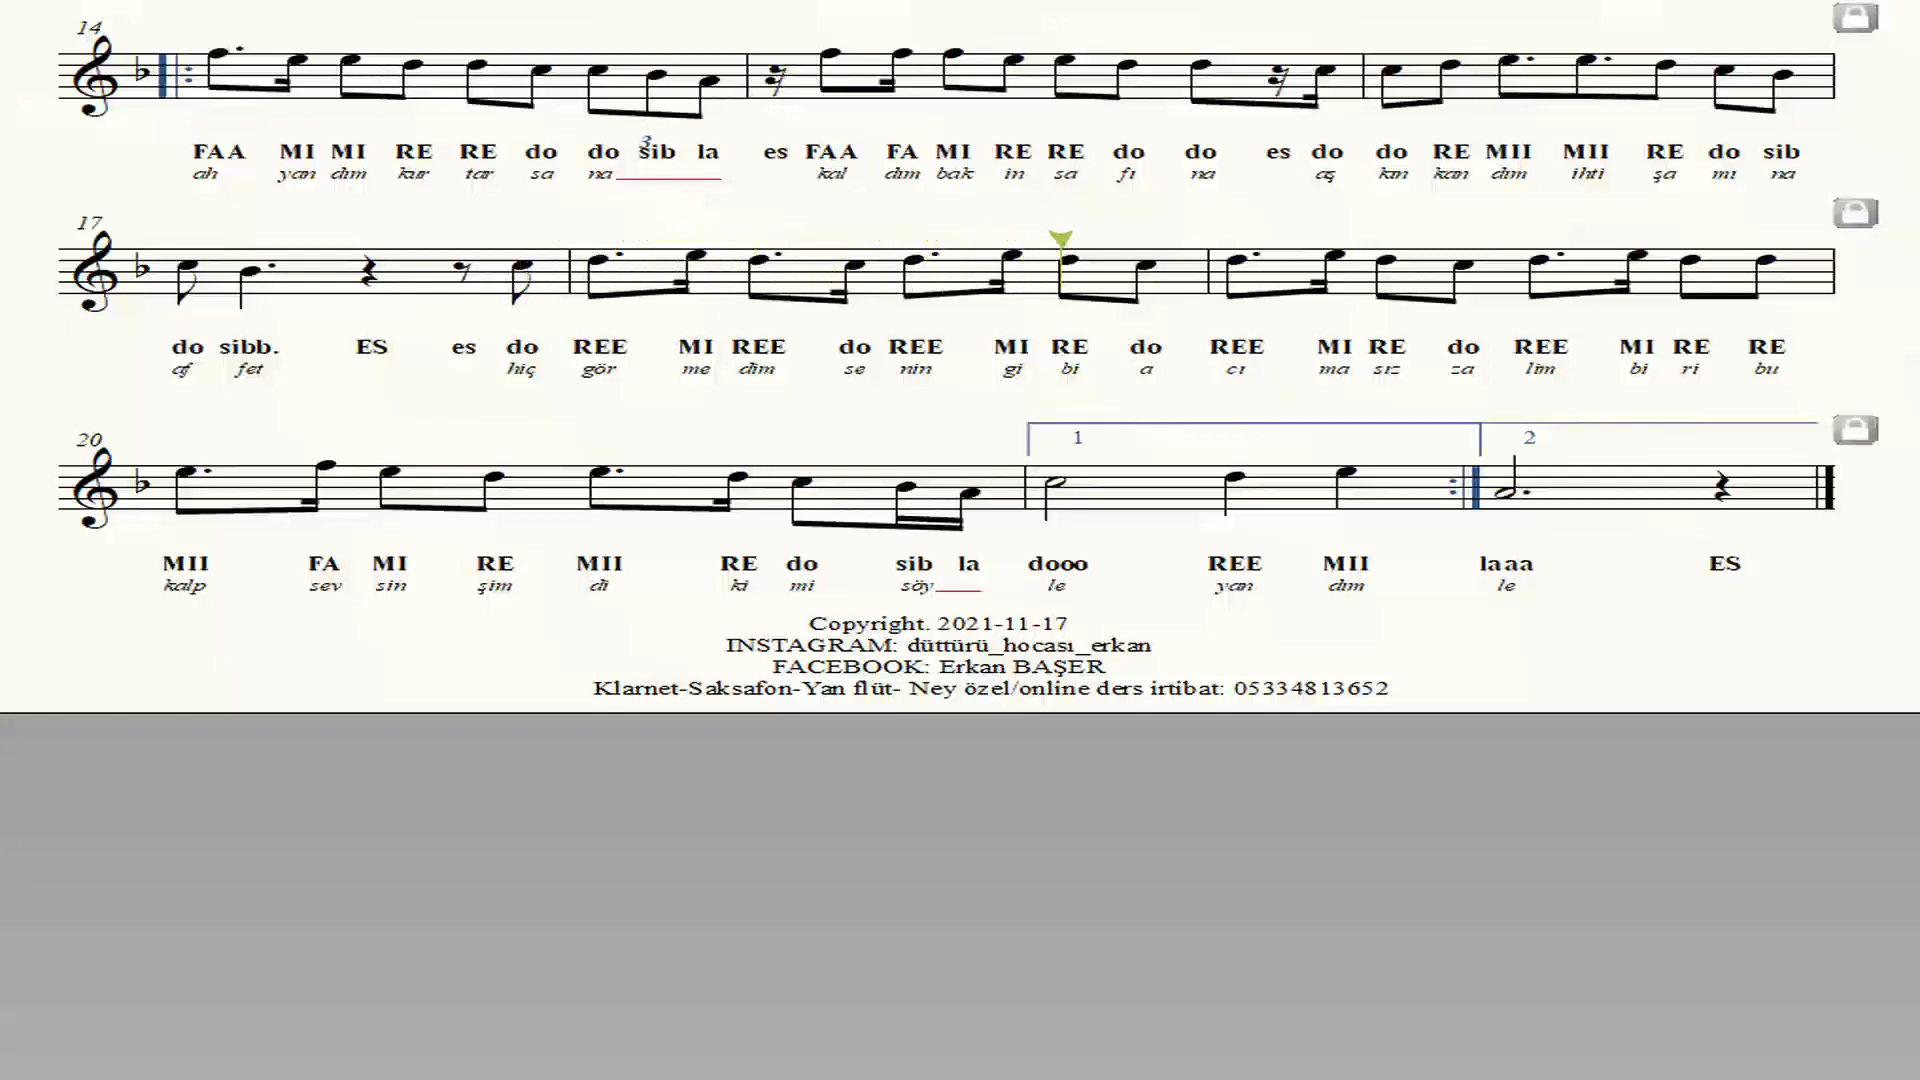 14
FAA MI MI RE RE do do sib la es FAA FA MI RE RE do do es do do RE MII MII RE do sib
3
ah yan dım kur tar sa na kal dım bak in sa fı na aş kın kan dım ihti şa mı na
17
do sibb. ES es do REE MI REE do REE MI RE do REE MI RE do REE MI RE RE
af fet hiç gör me dim se nin gi bi a cı ma sız za lim bi ri bu
20
1 2
MII FA MI RE MII RE do sib la dooo REE MII laaa ES
kalp sev sin şim di ki mi söy le yan dım le
Copyright. 2021-11-17
INSTAGRAM: düttürü_hocası_erkan
FACEBOOK: Erkan BAŞER
Klarnet-Saksafon-Yan flüt- Ney özel/online ders irtibat: 05334813652